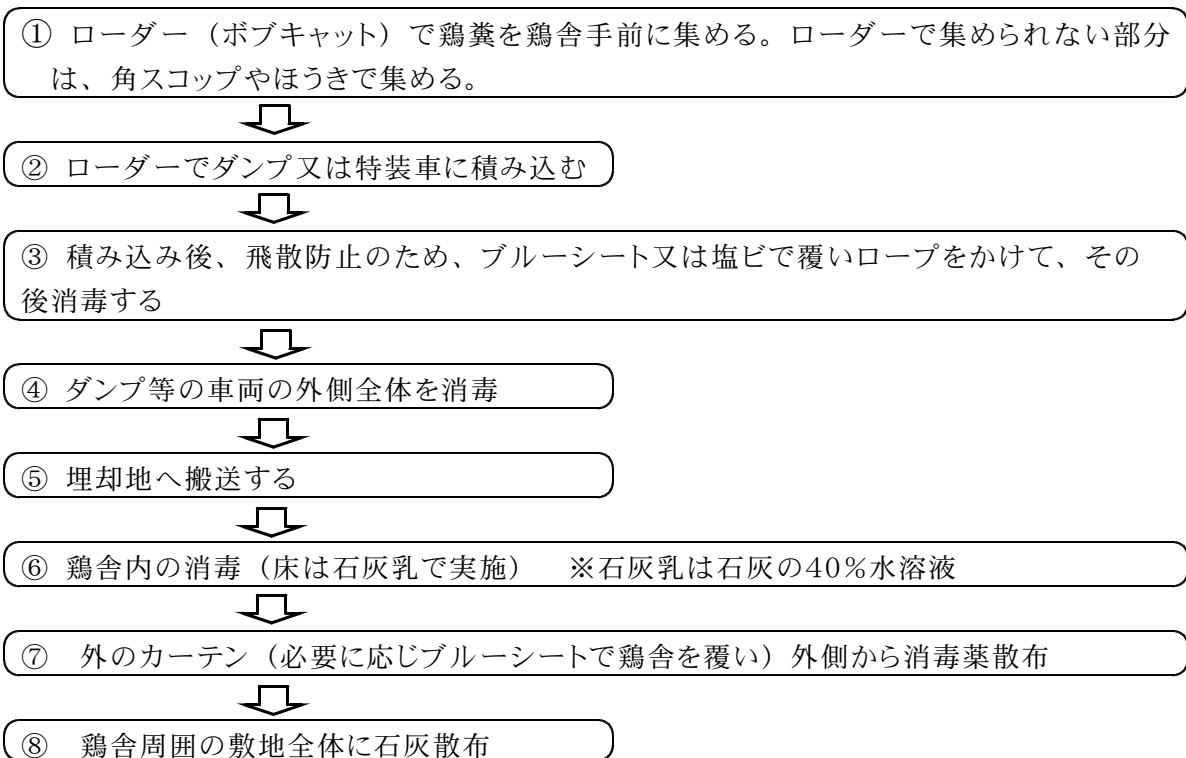 ① ローダー（ボブキャット）で鶏糞を鶏舎手前に集める。ローダーで集められない部分
は、角スコップやほうきで集める。
② ローダーでダンプ又は特装車に積み込む
③ 積み込み後、飛散防止のため、ブルーシート又は塩ビで覆いロープをかけて、その
後消毒する
④ ダンプ等の車両の外側全体を消毒
⑤ 埋却地へ搬送する
⑥ 鶏舎内の消毒（床は石灰乳で実施）　※石灰乳は石灰の40％水溶液
⑦　外のカーテン（必要に応じブルーシートで鶏舎を覆い）外側から消毒薬散布
⑧　鶏舎周囲の敷地全体に石灰散布